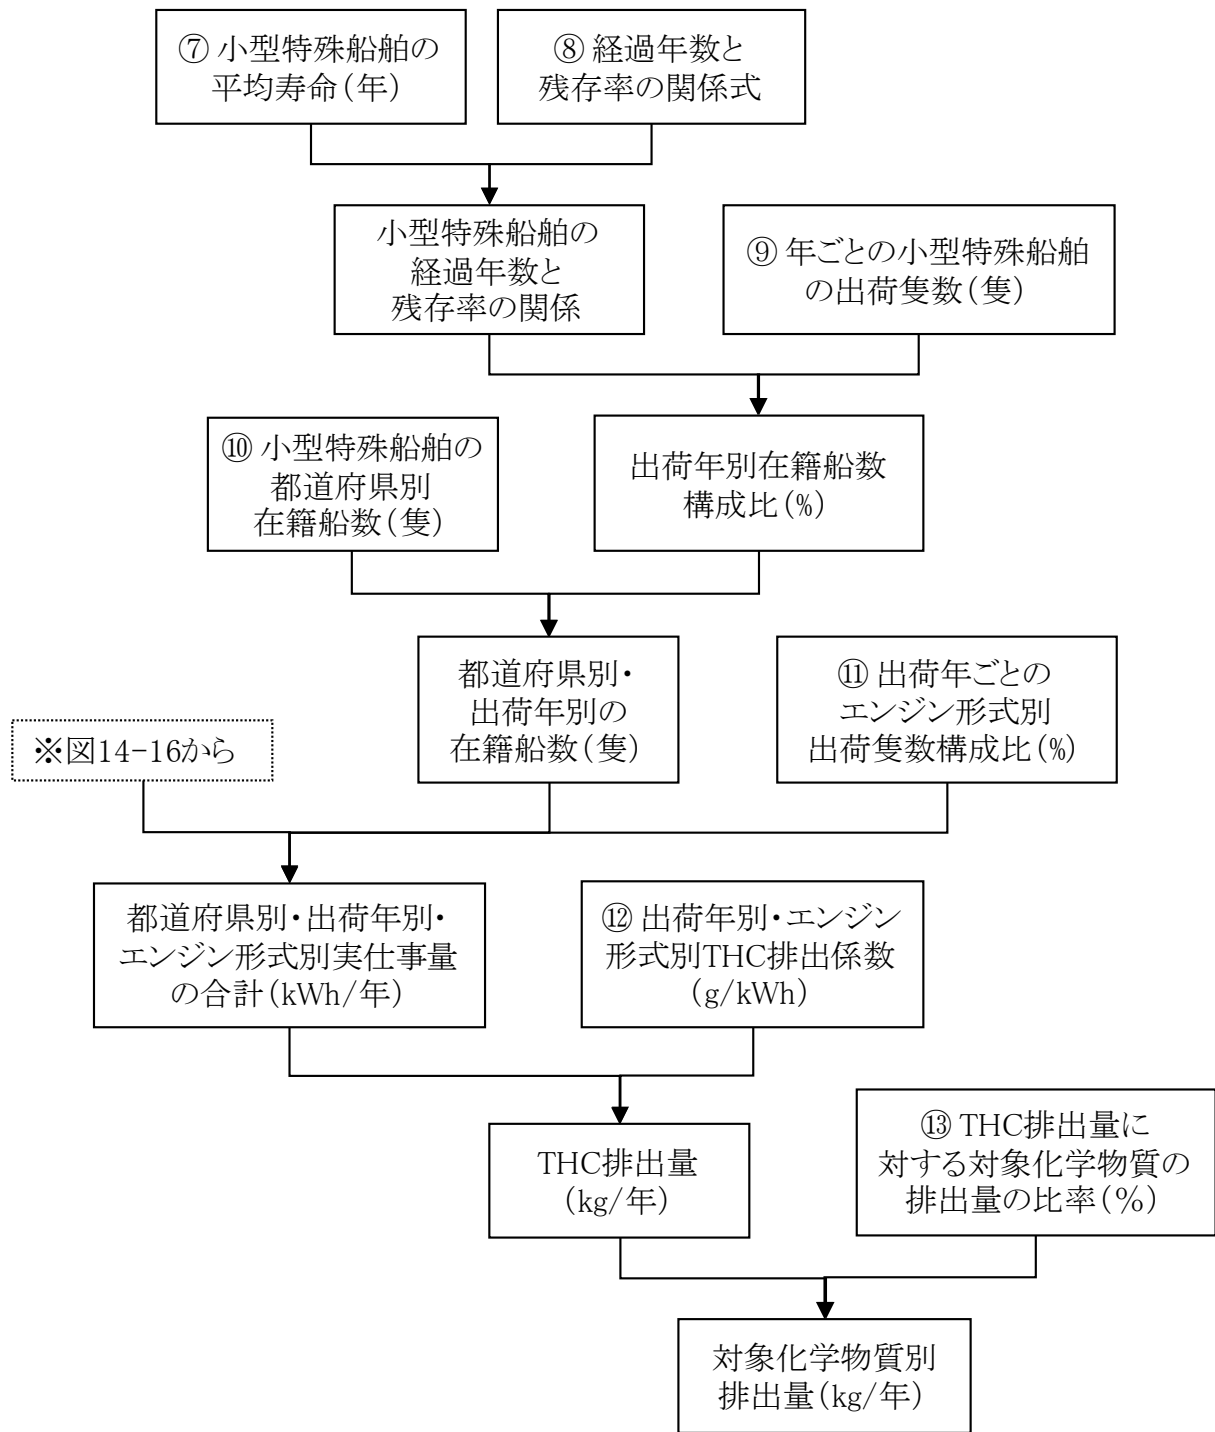 ⑦ 小型特殊船舶の
平均寿命(年)
⑧ 経過年数と
残存率の関係式
小型特殊船舶の
経過年数と
残存率の関係
⑨ 年ごとの小型特殊船舶
の出荷隻数(隻)
⑩ 小型特殊船舶の
都道府県別
在籍船数(隻)
出荷年別在籍船数
構成比(%)
※図14-16から
都道府県別・
出荷年別の
在籍船数(隻)
⑪ 出荷年ごとの
エンジン形式別
出荷隻数構成比(%)
都道府県別・出荷年別・
エンジン形式別実仕事量
の合計(kWh/年)
⑫ 出荷年別・エンジン
形式別THC排出係数
(g/kWh)
THC排出量
(kg/年)
⑬ THC排出量に
対する対象化学物質の
排出量の比率(%)
対象化学物質別
排出量(kg/年)